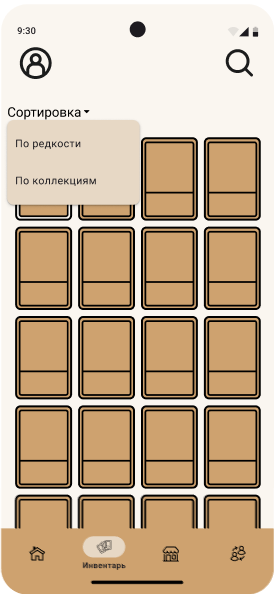 9:30
Сортировка
По редкости
По коллекциям
Инвентарь